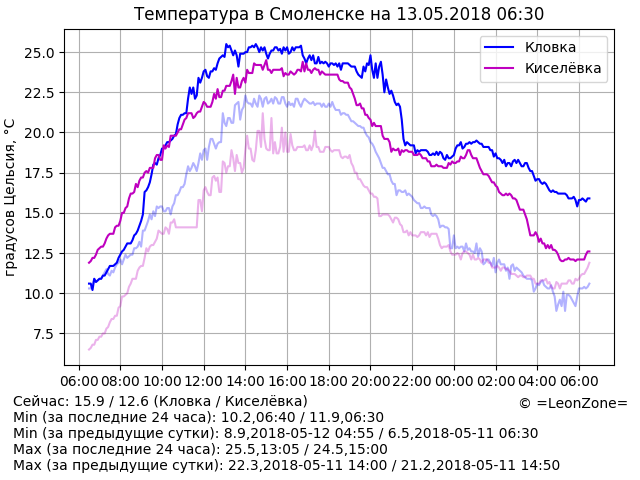 Температура в Смоленске на 13.05.2018 06:30
градусов Цельсия, °C
25.0
22.5
20.0
17.5
15.0
12.5
10.0
7.5
Кловка
Киселёвка
06:00 08:00 10:00 12:00 14:00 16:00 18:00 20:00 22:00 00:00 02:00 04:00 06:00
Сейчас: 15.9 / 12.6 (Кловка / Киселёвка)
© =LeonZone=
Min (за последние 24 часа): 10.2,06:40 / 11.9,06:30
Min (за предыдущие сутки): 8.9,2018-05-12 04:55 / 6.5,2018-05-11 06:30
Max (за последние 24 часа): 25.5,13:05 / 24.5,15:00
Max (за предыдущие сутки): 22.3,2018-05-11 14:00 / 21.2,2018-05-11 14:50